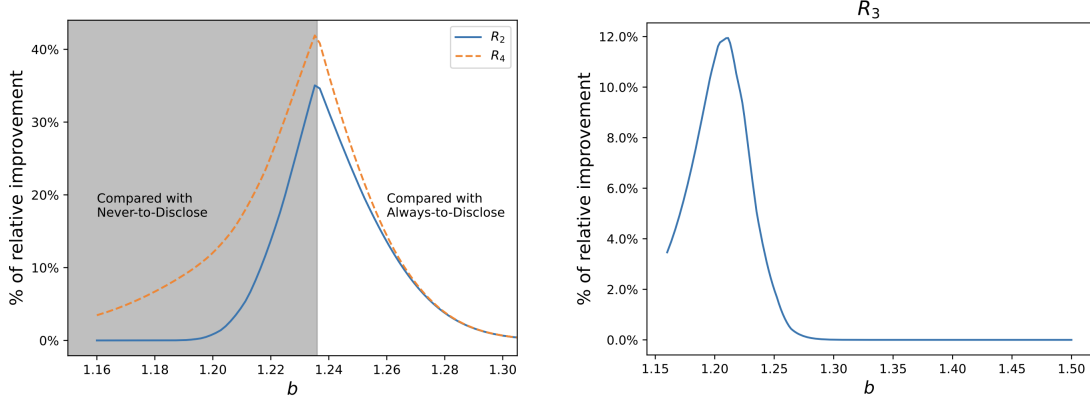 % of relative improvement
40%
30%
20%
10%
0%
Compared with
Never-to-Disclose
Compared with
Always-to-Disclose
R2
R4
1.16
1.18
1.20
1.22
1.24
1.26
1.28
1.30
b
R3
% of relative improvement
12.0%
10.0%
8.0%
6.0%
4.0%
2.0%
0.0%
1.15
1.20
1.25
1.30
1.35
1.40
1.45
1.50
b